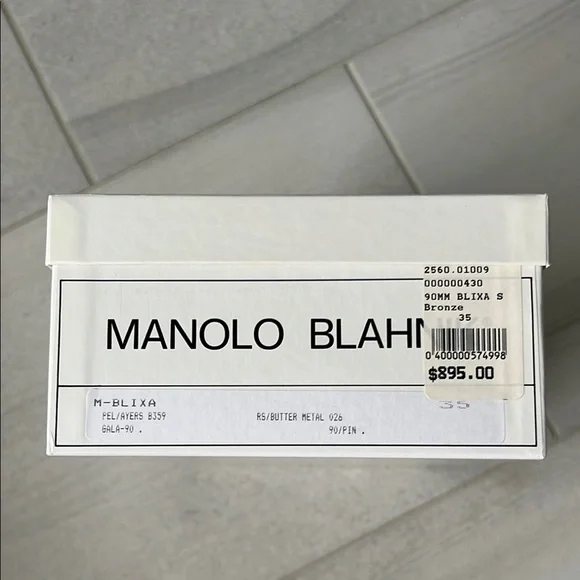 2560.01009
000000430
90MM BLIXA S
Bronze
35
0 400000574998
$895.00
MANOLO BLAHN
M-BLIXA
35
PEL/AYERS B359
RS/BUTTER METAL 026
GALA-90 .
90/PIN .